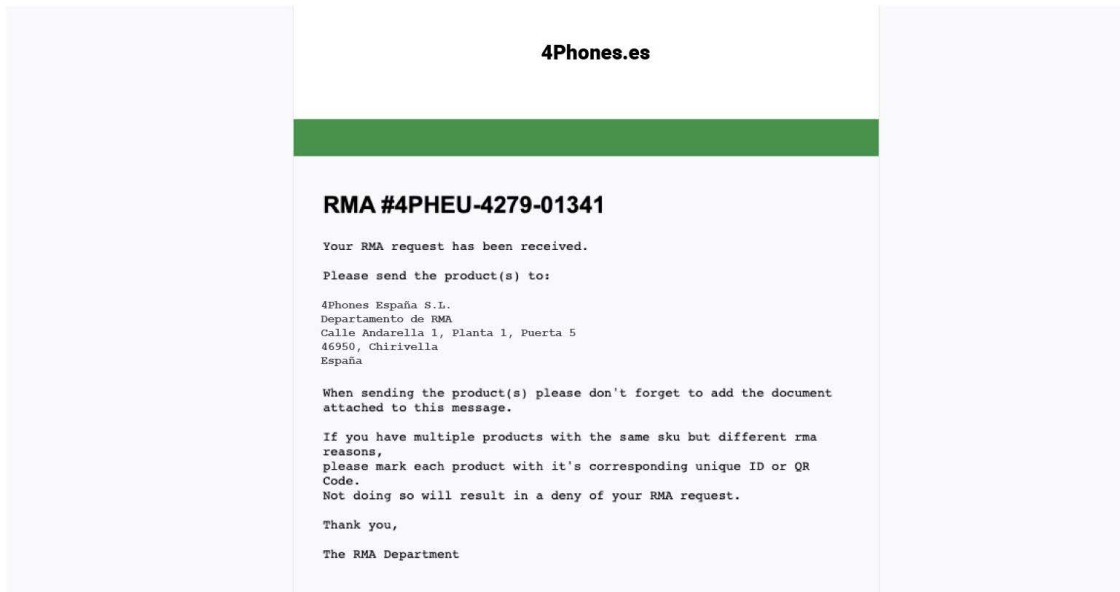 4Phones.es
RMA #4PHEU-4279-01341
Your RMA request has been received.
Please send the product(s) to:
4Phones España S.L.
Departamento de RMA
Calle Andarella 1, Planta 1, Puerta 5
46950, Chirivella
España
When sending the product(s) please don't forget to add the document
attached to this message.
If you have multiple products with the same sku but different rma
reasons,
please mark each product with it's corresponding unique ID or QR
Code.
Not doing so will result in a deny of your RMA request.
Thank you,
The RMA Department